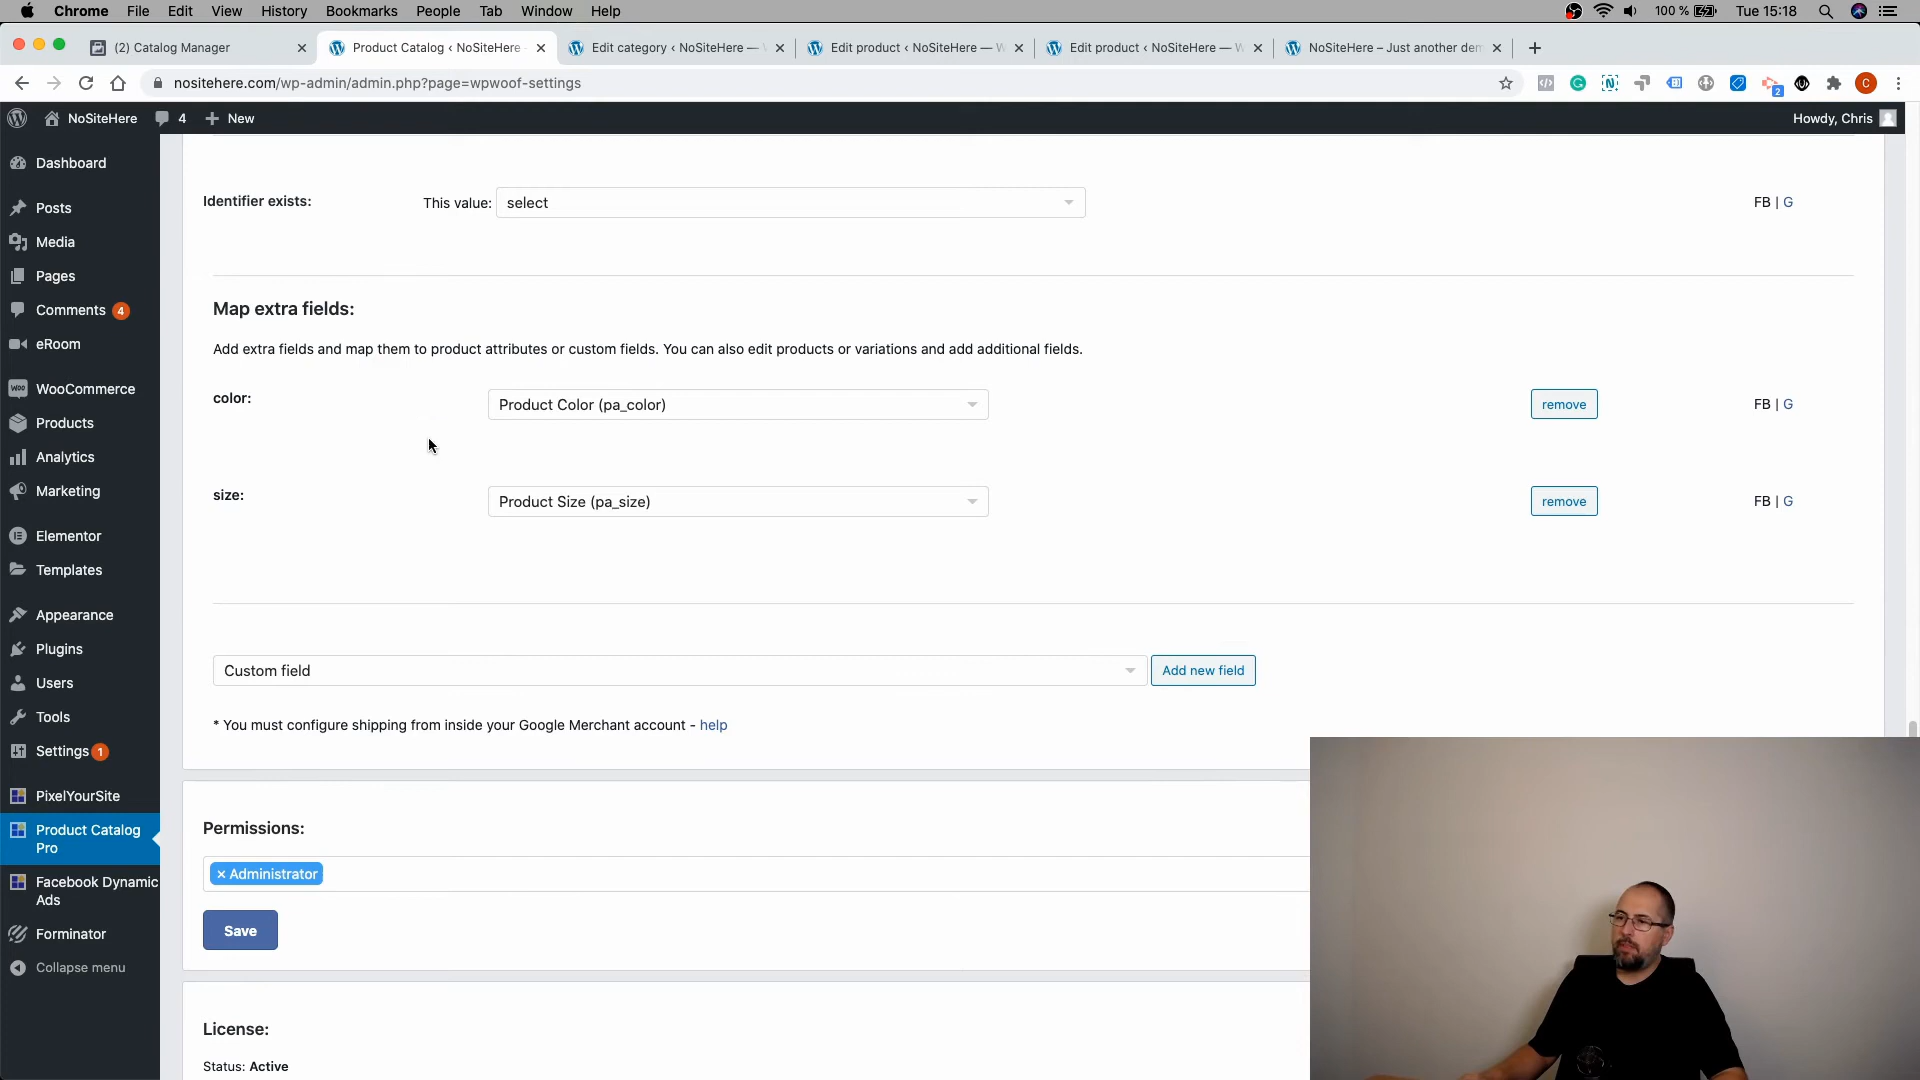 Chrome File Edit View History Bookmarks People Tab Window Help 100 % Tue 15:18
(2) Catalog Manager
Product Catalog ‹ NoSiteHere -
Edit category ‹ NoSiteHere —
Edit product ‹ NoSiteHere — W
Edit product ‹ NoSiteHere — W
NoSiteHere – Just another dem
nositehere.com/wp-admin/admin.php?page=wpwoof-settings
2
C
NoSiteHere 4 New Howdy, Chris
Dashboard
Posts
Media
Pages
Comments 4
eRoom
WooCommerce
Products
Analytics
Marketing
Elementor
Templates
Appearance
Plugins
Users
Tools
Settings 1
PixelYourSite
Product Catalog
Pro
Facebook Dynamic
Ads
Forminator
Collapse menu
Identifier exists: This value: select FB | G
Map extra fields:
Add extra fields and map them to product attributes or custom fields. You can also edit products or variations and add additional fields.
color: Product Color (pa_color) remove FB | G
size: Product Size (pa_size) remove FB | G
Custom field Add new field
* You must configure shipping from inside your Google Merchant account - help
Permissions:
× Administrator
Save
License:
Status: Active